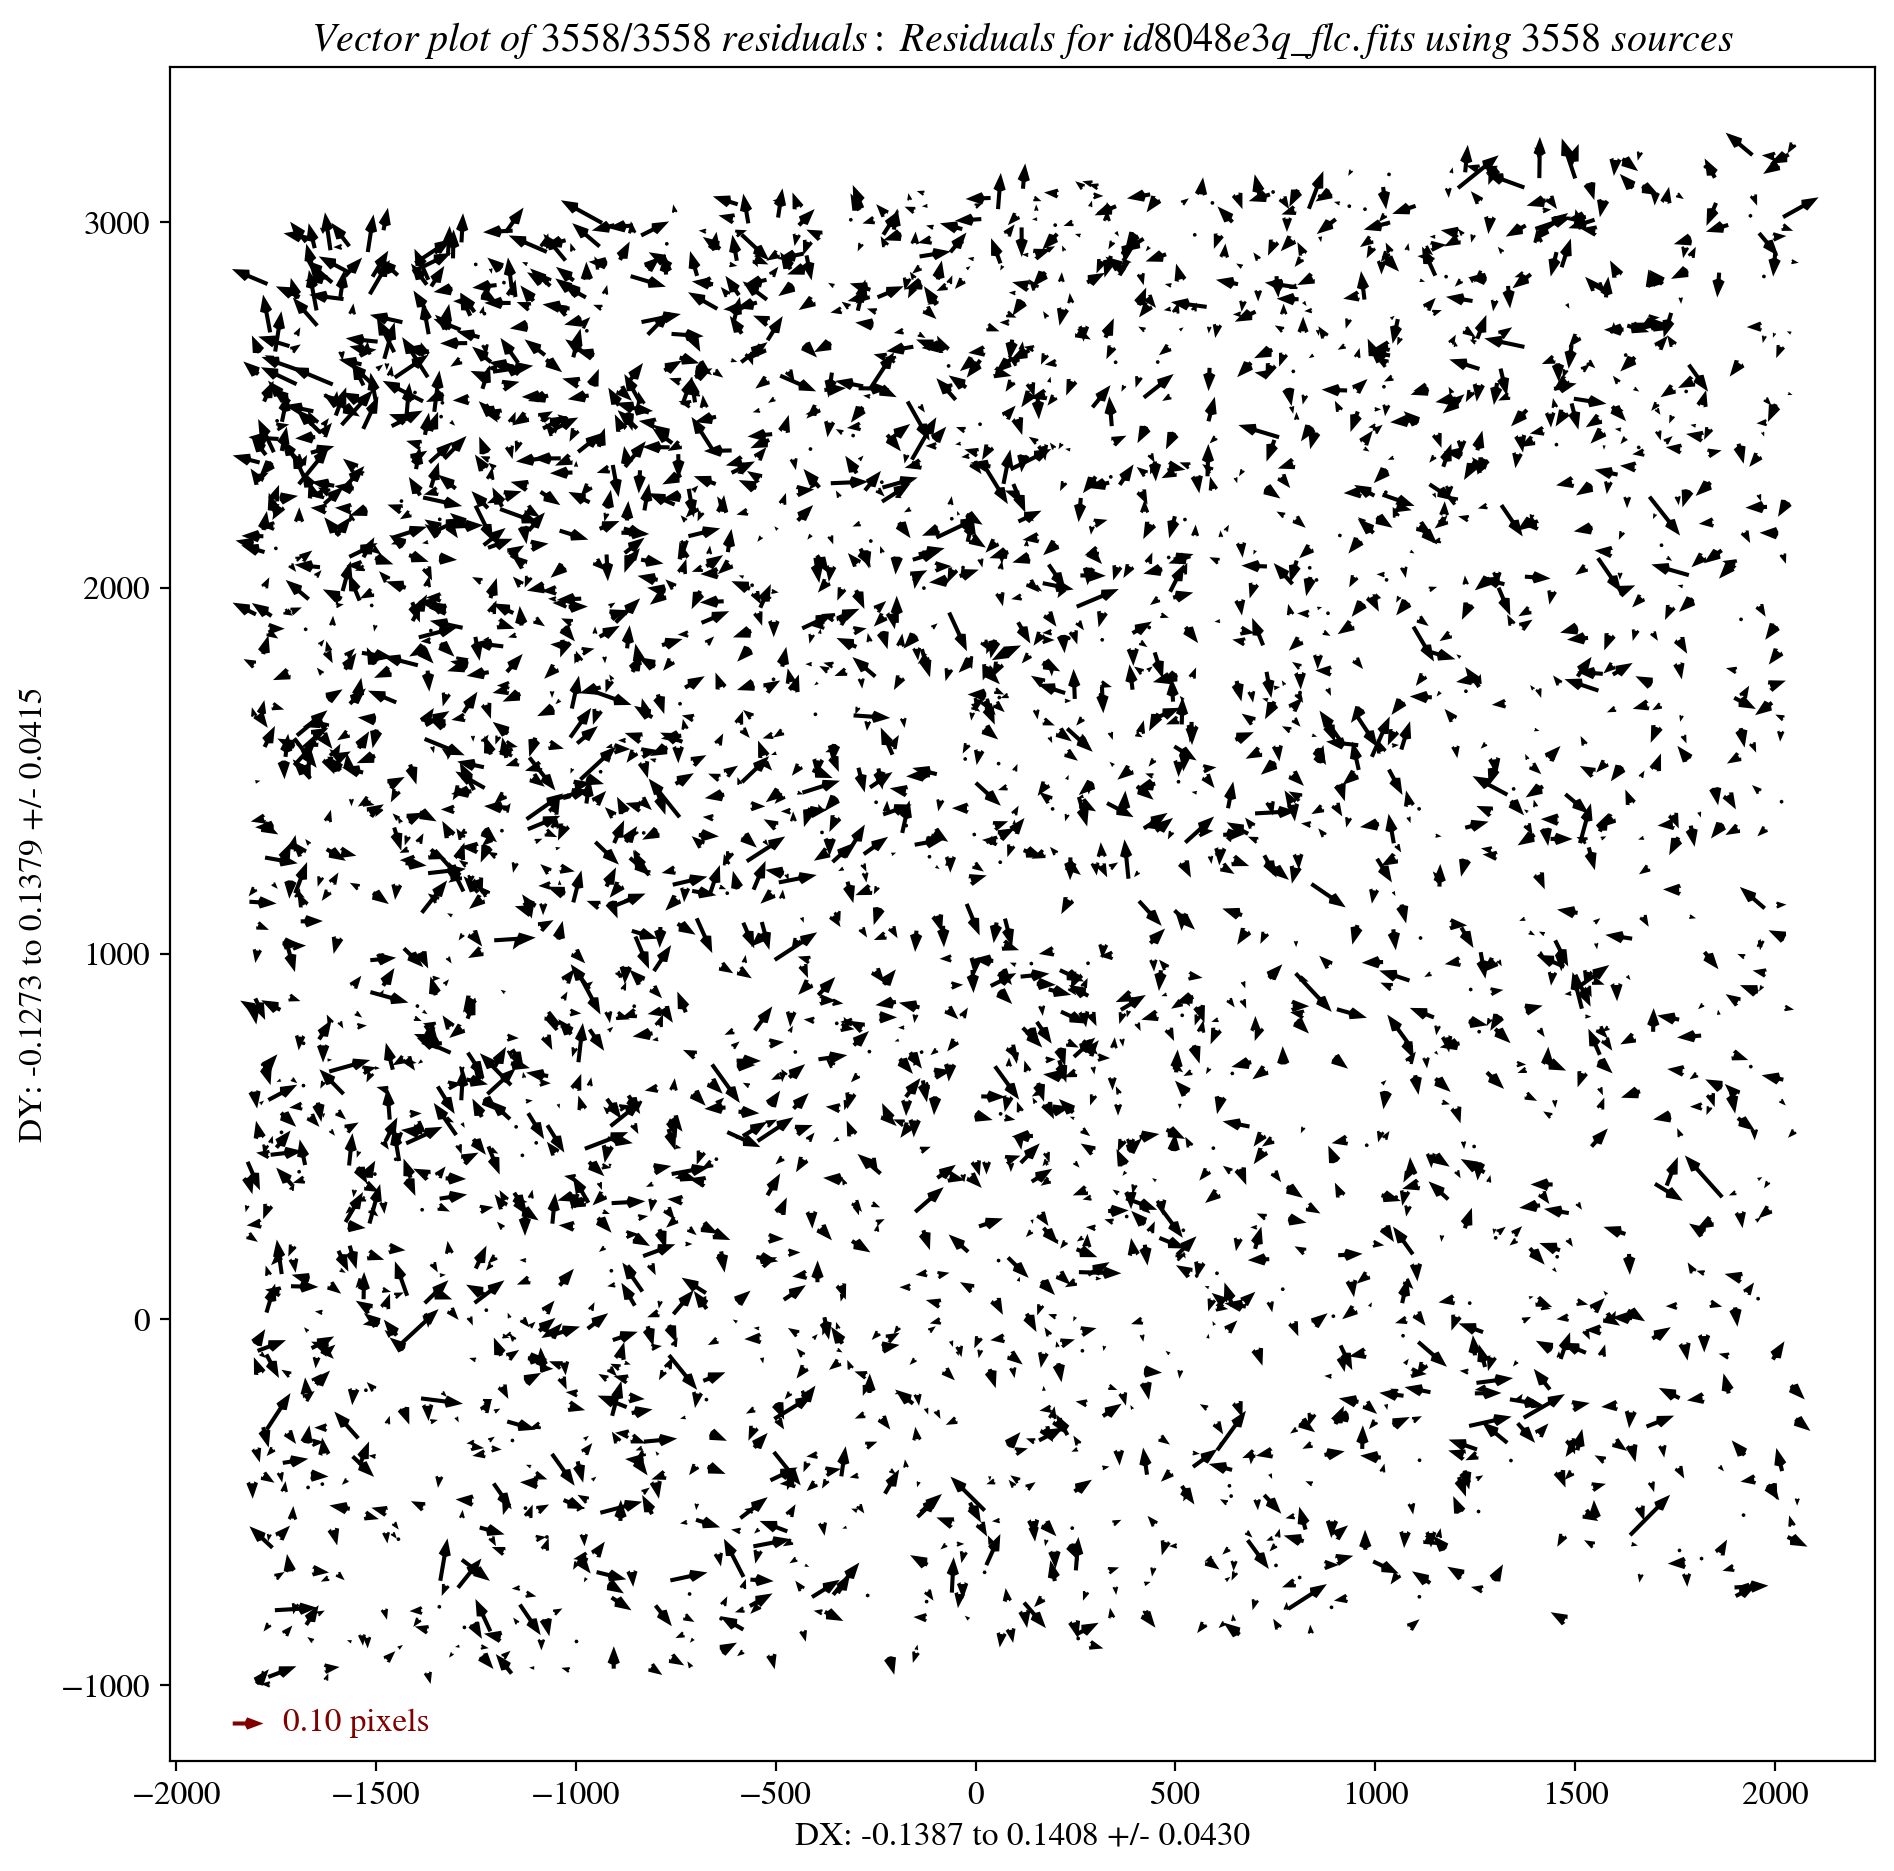 Vector plot of 3558/3558 residuals: Residuals for id8048e3q_flc.fits using 3558 sources
3000
2000
1000
0
−1000
DY: -0.1273 to 0.1379 +/- 0.0415
0.10 pixels
−2000 −1500 −1000 −500 0 500 1000 1500 2000
DX: -0.1387 to 0.1408 +/- 0.0430